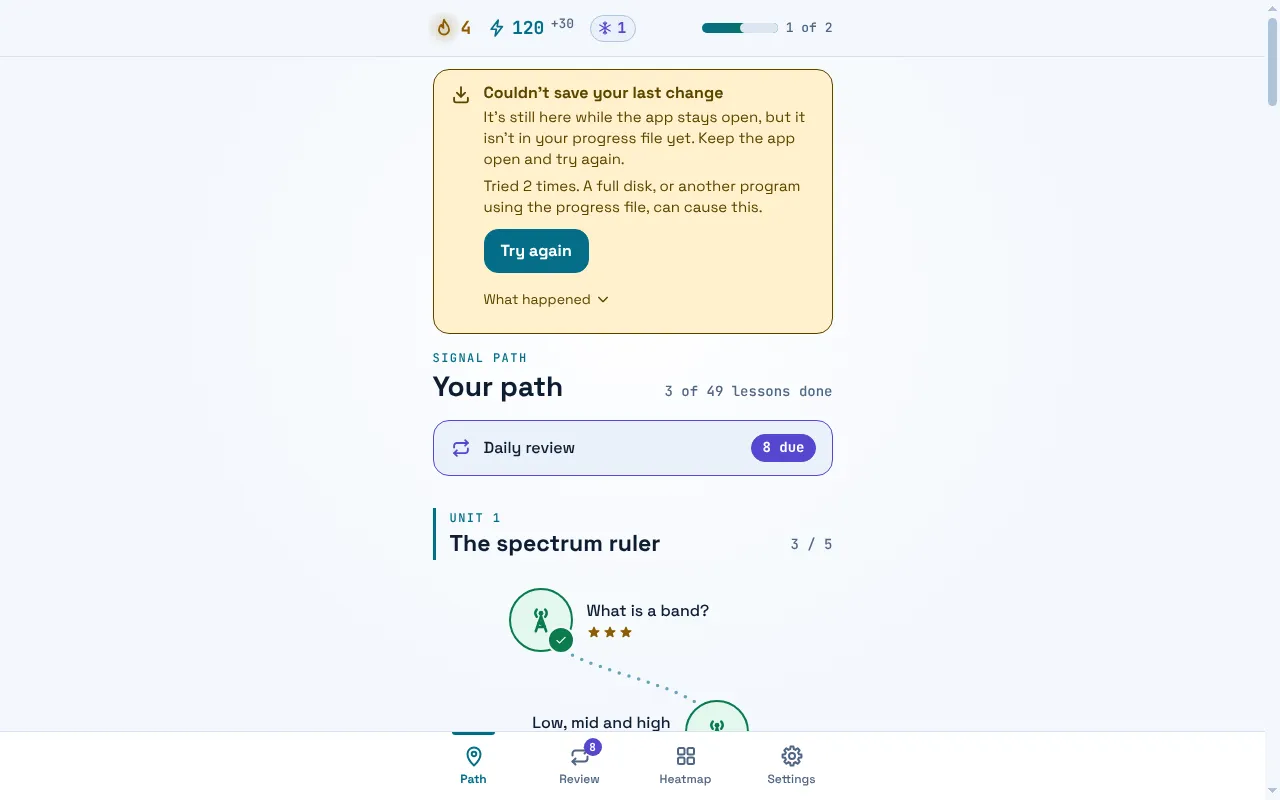 4 120 +30 1 1 of 2
Couldn't save your last change
It's still here while the app stays open, but it
isn't in your progress file yet. Keep the app
open and try again.
Tried 2 times. A full disk, or another program
using the progress file, can cause this.
Try again
What happened
SIGNAL PATH
Your path
3 of 49 lessons done
Daily review
8 due
UNIT 1
The spectrum ruler
3 / 5
What is a band?
Low, mid and high
8
Path
Review
Heatmap
Settings